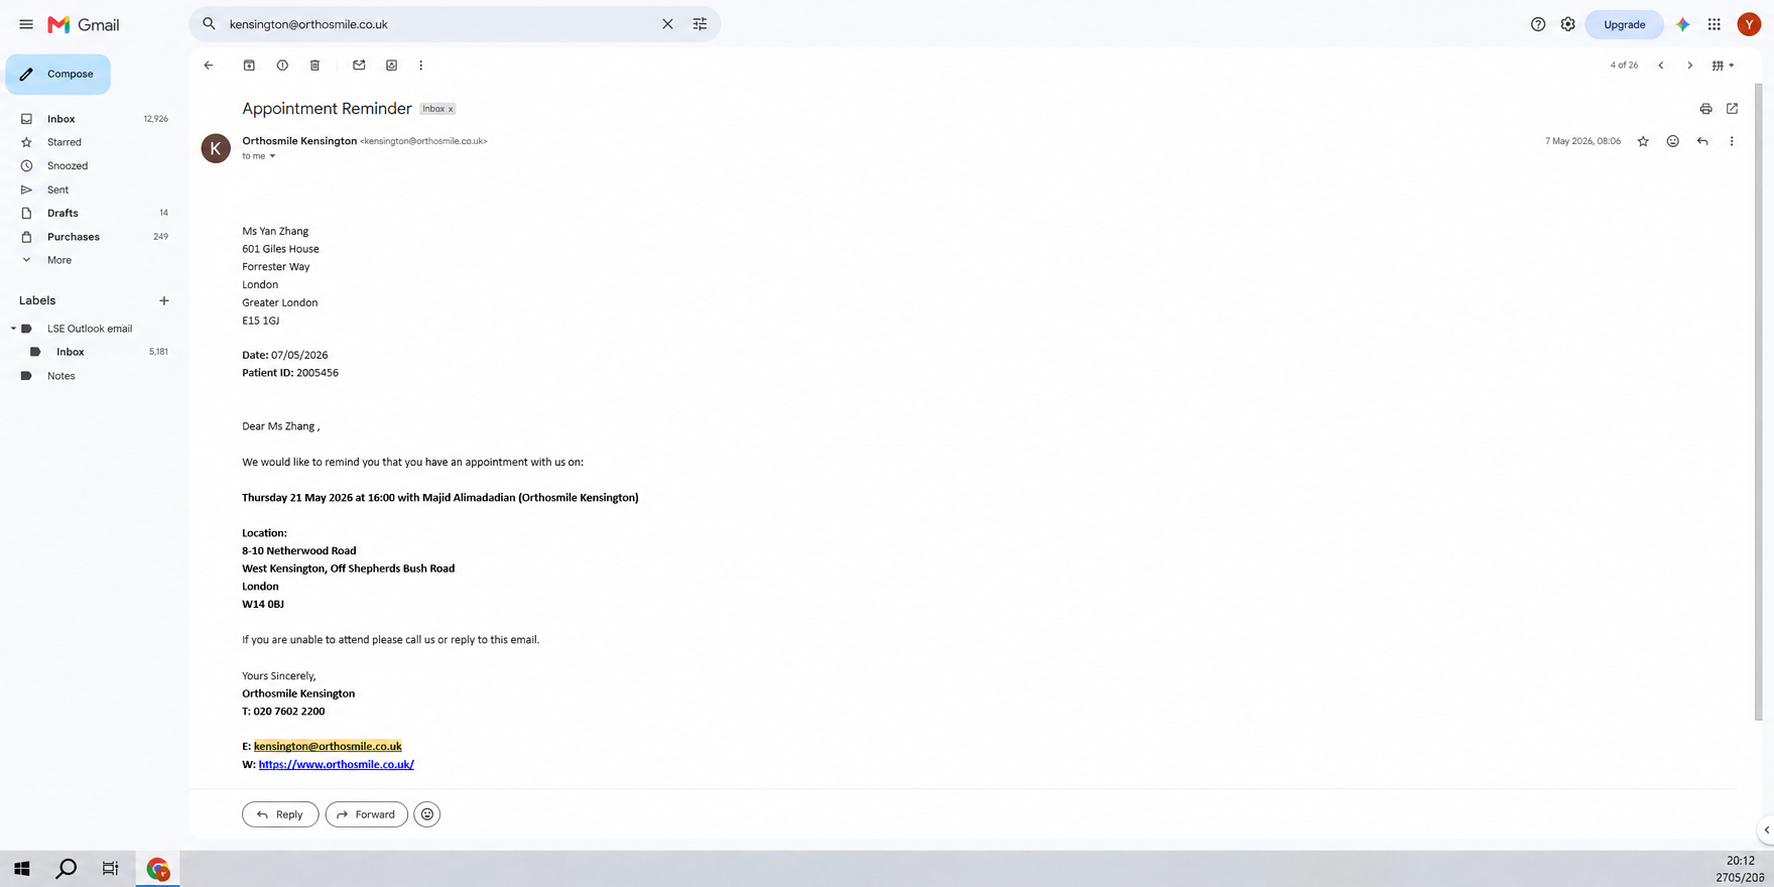 Gmail
kensington@orthosmile.co.uk
Upgrade
Y
Compose
Inbox 12,926
Starred
Snoozed
Sent
Drafts 14
Purchases 249
More
Labels
LSE Outlook email
Inbox 5,181
Notes
4 of 26
Appointment Reminder Inbox x
K
Orthosmile Kensington <kensington@orthosmile.co.uk>
7 May 2026, 08:06
to me
Ms Yan Zhang
601 Giles House
Forrester Way
London
Greater London
E15 1GJ
Date: 07/05/2026
Patient ID: 2005456
Dear Ms Zhang ,
We would like to remind you that you have an appointment with us on:
Thursday 21 May 2026 at 16:00 with Majid Alimadadian (Orthosmile Kensington)
Location:
8-10 Netherwood Road
West Kensington, Off Shepherds Bush Road
London
W14 0BJ
If you are unable to attend please call us or reply to this email.
Yours Sincerely,
Orthosmile Kensington
T: 020 7602 2200
E: kensington@orthosmile.co.uk
W: https://www.orthosmile.co.uk/
Reply
Forward
Y
20:12